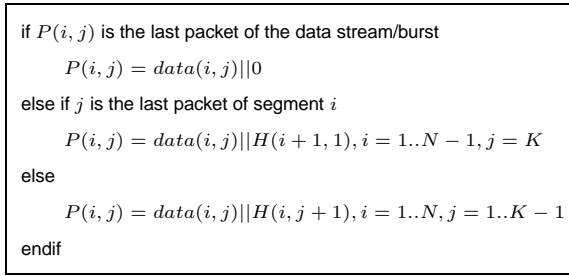 if P(i, j) is the last packet of the data stream/burst
P(i, j) = data(i, j)||0
else if j is the last packet of segment i
P(i, j) = data(i, j)||H(i + 1, 1), i = 1..N − 1, j = K
else
P(i, j) = data(i, j)||H(i, j + 1), i = 1..N, j = 1..K − 1
endif